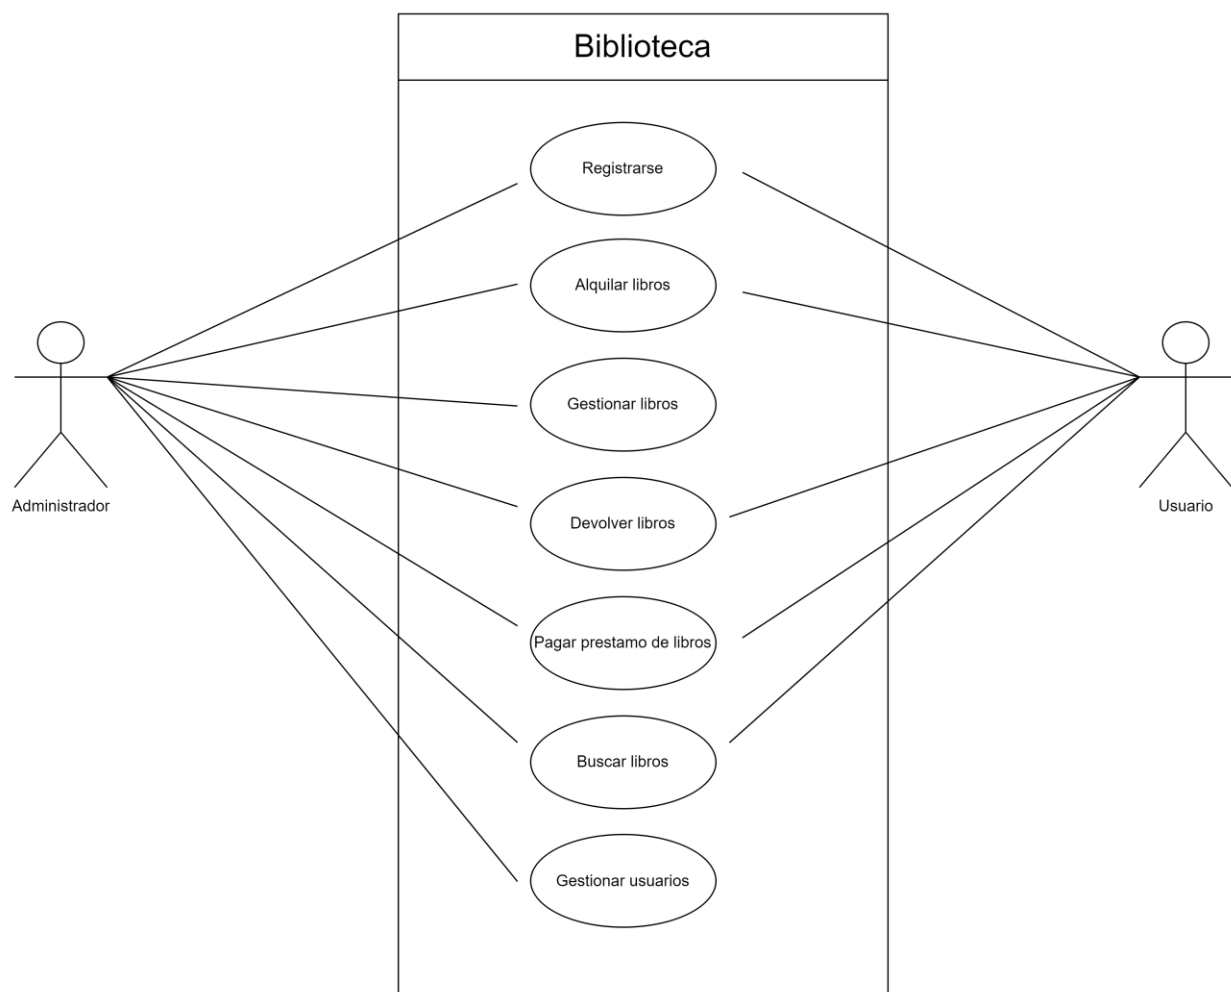 Biblioteca
Registrarse
Alquilar libros
Gestionar libros
Administrador
Usuario
Devolver libros
Pagar prestamo de libros
Buscar libros
Gestionar usuarios